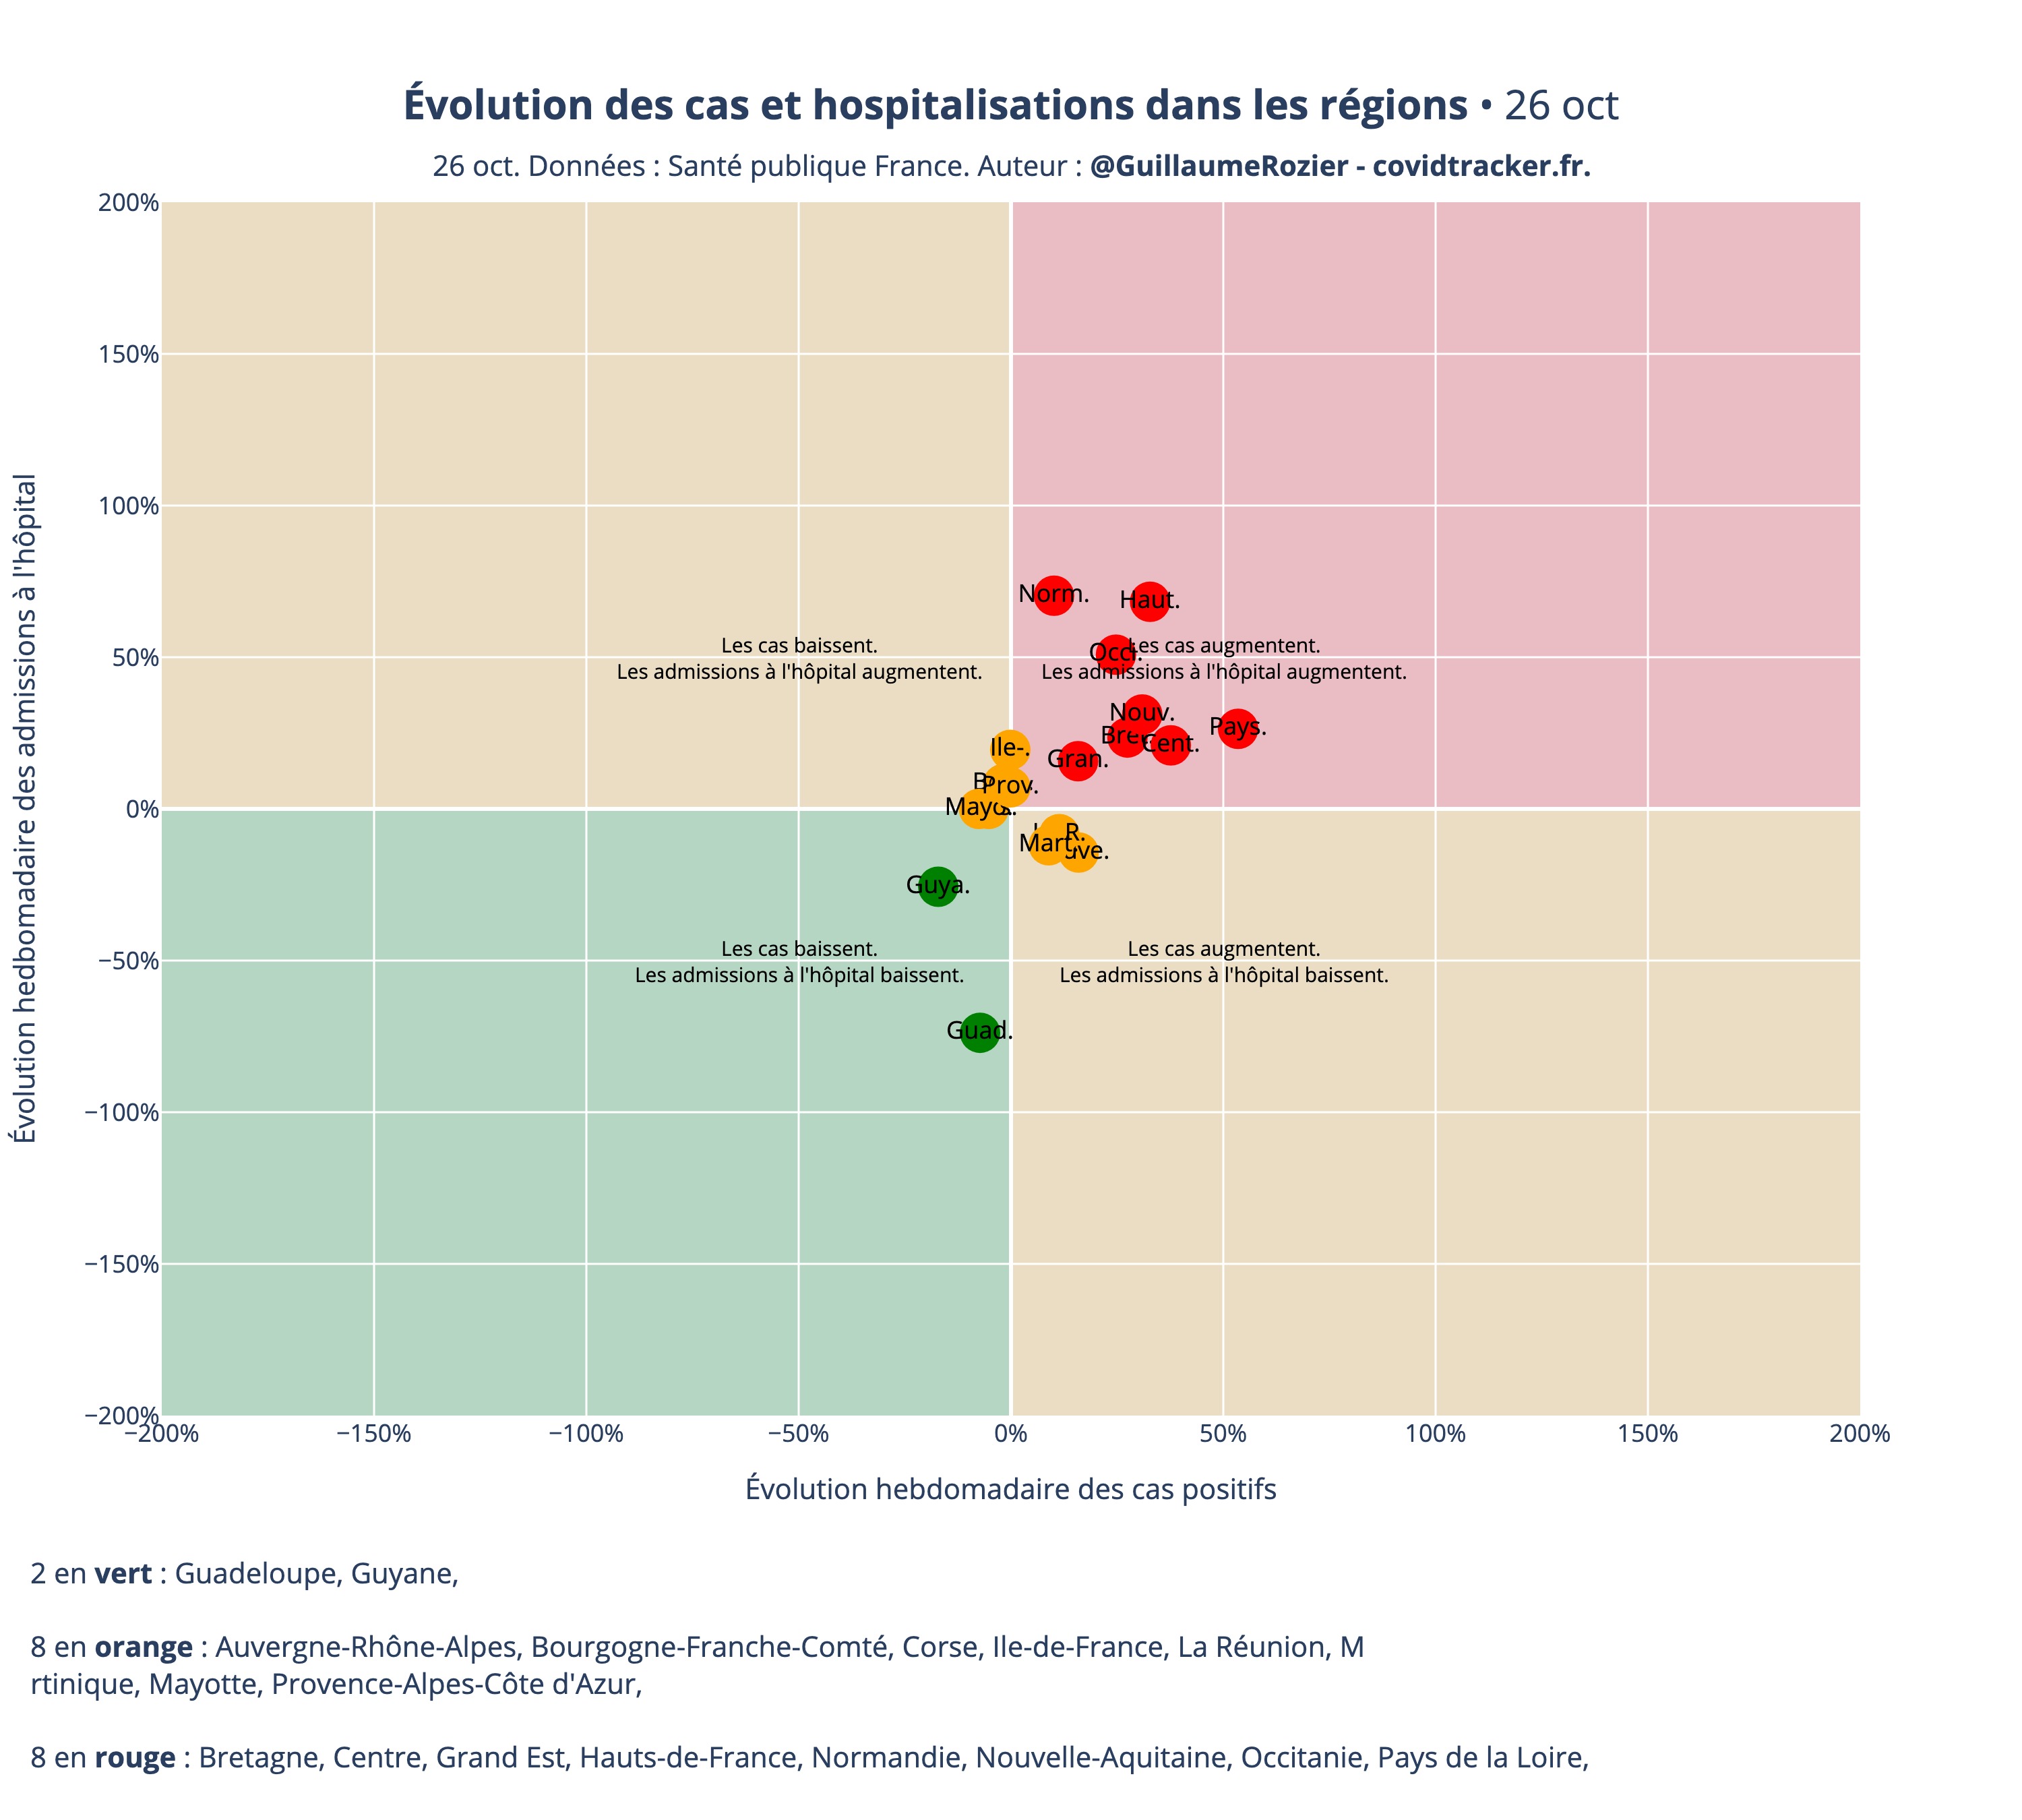 Évolution des cas et hospitalisations dans les régions • 26 oct
26 oct. Données : Santé publique France. Auteur : @GuillaumeRozier - covidtracker.fr.
Évolution hedbomadaire des admissions à l'hôpital
200%
150%
100%
50%
0%
−50%
−100%
−150%
−200%
Norm.
Haut.
Les cas baissent.
Les admissions à l'hôpital augmentent.
Occi.
Les cas augmentent.
Les admissions à l'hôpital augmentent.
Nouv.
Bre
Cent.
Pays.
Gran.
Ile-.
Prov.
Mayo.
R.
Mart.
uve.
Guya.
Les cas baissent.
Les admissions à l'hôpital baissent.
Les cas augmentent.
Les admissions à l'hôpital baissent.
Guad.
−200%
−150%
−100%
−50%
0%
50%
100%
150%
200%
Évolution hebdomadaire des cas positifs
2 en vert : Guadeloupe, Guyane,
8 en orange : Auvergne-Rhône-Alpes, Bourgogne-Franche-Comté, Corse, Ile-de-France, La Réunion, M
rtinique, Mayotte, Provence-Alpes-Côte d'Azur,
8 en rouge : Bretagne, Centre, Grand Est, Hauts-de-France, Normandie, Nouvelle-Aquitaine, Occitanie, Pays de la Loire,